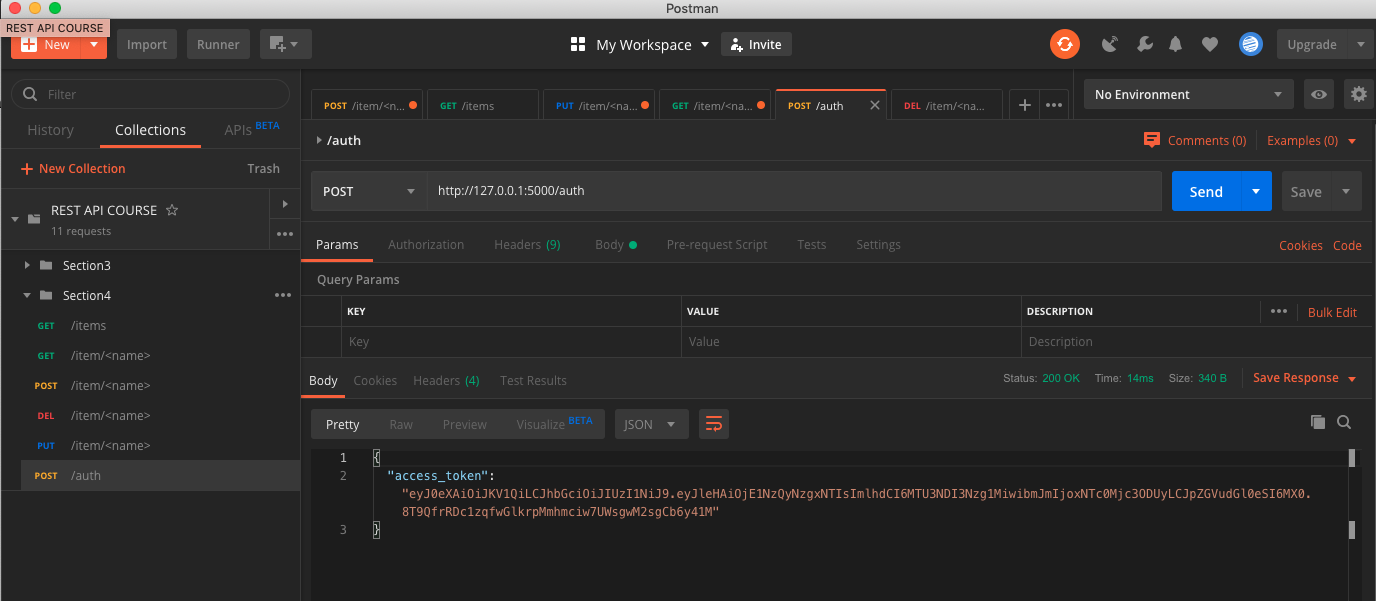 Postman
REST API COURSE
New
Import
Runner
My Workspace
Invite
Upgrade
Filter
History
Collections
APIs BETA
New Collection
Trash
REST API COURSE
11 requests
Section3
Section4
GET /items
GET /item/<name>
POST /item/<name>
DEL /item/<name>
PUT /item/<name>
POST /auth
POST /item/<n...
GET /items
PUT /item/<na...
GET /item/<na...
POST /auth
DEL /item/<na...
No Environment
/auth
Comments (0)
Examples (0)
POST
http://127.0.0.1:5000/auth
Send
Save
Params
Authorization
Headers (9)
Body
Pre-request Script
Tests
Settings
Cookies
Code
Query Params
KEY
VALUE
DESCRIPTION
Bulk Edit
Key
Value
Description
Body
Cookies
Headers (4)
Test Results
Status: 200 OK
Time: 14ms
Size: 340 B
Save Response
Pretty
Raw
Preview
Visualize BETA
JSON
1 {
2 "access_token":
"eyJ0eXAiOiJKV1QiLCJhbGciOiJIUzI1NiJ9.eyJleHAiOjE1NzQyNzgxNTIsImlhdCI6MTU3NDI3Nzg1MiwibmJmIjoxNTc0Mjc3ODUyLCJpZGVudGl0eSI6MX0.
8T9QfrRDc1zqfwGlkrpMmhmciw7UWsgwM2sgCb6y41M"
3 }